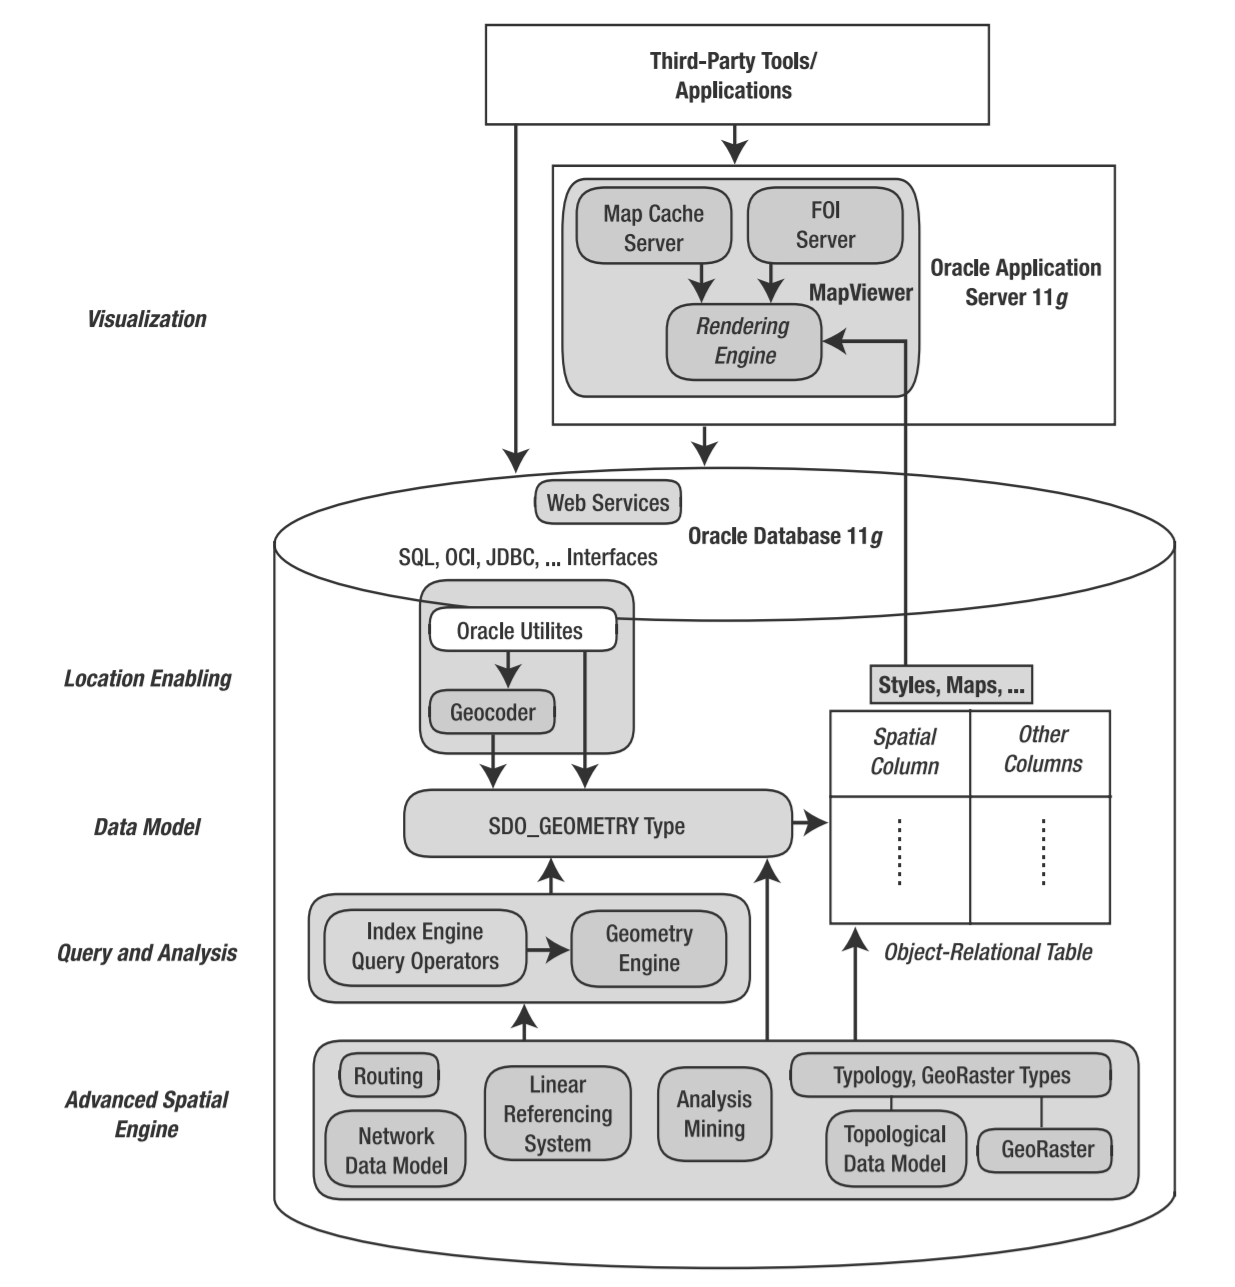 Third-Party Tools/
Applications
Map Cache
Server
FOI
Server
Oracle Application
Server 11g
MapViewer
Rendering
Engine
Visualization
Web Services
Oracle Database 11g
SQL, OCI, JDBC, ... Interfaces
Oracle Utilites
Location Enabling
Geocoder
Styles, Maps, ...
Spatial
Column
Other
Columns
Data Model
SDO_GEOMETRY Type
Query and Analysis
Index Engine
Query Operators
Geometry
Engine
Object-Relational Table
Advanced Spatial
Engine
Routing
Network
Data Model
Linear
Referencing
System
Analysis
Mining
Typology, GeoRaster Types
Topological
Data Model
GeoRaster